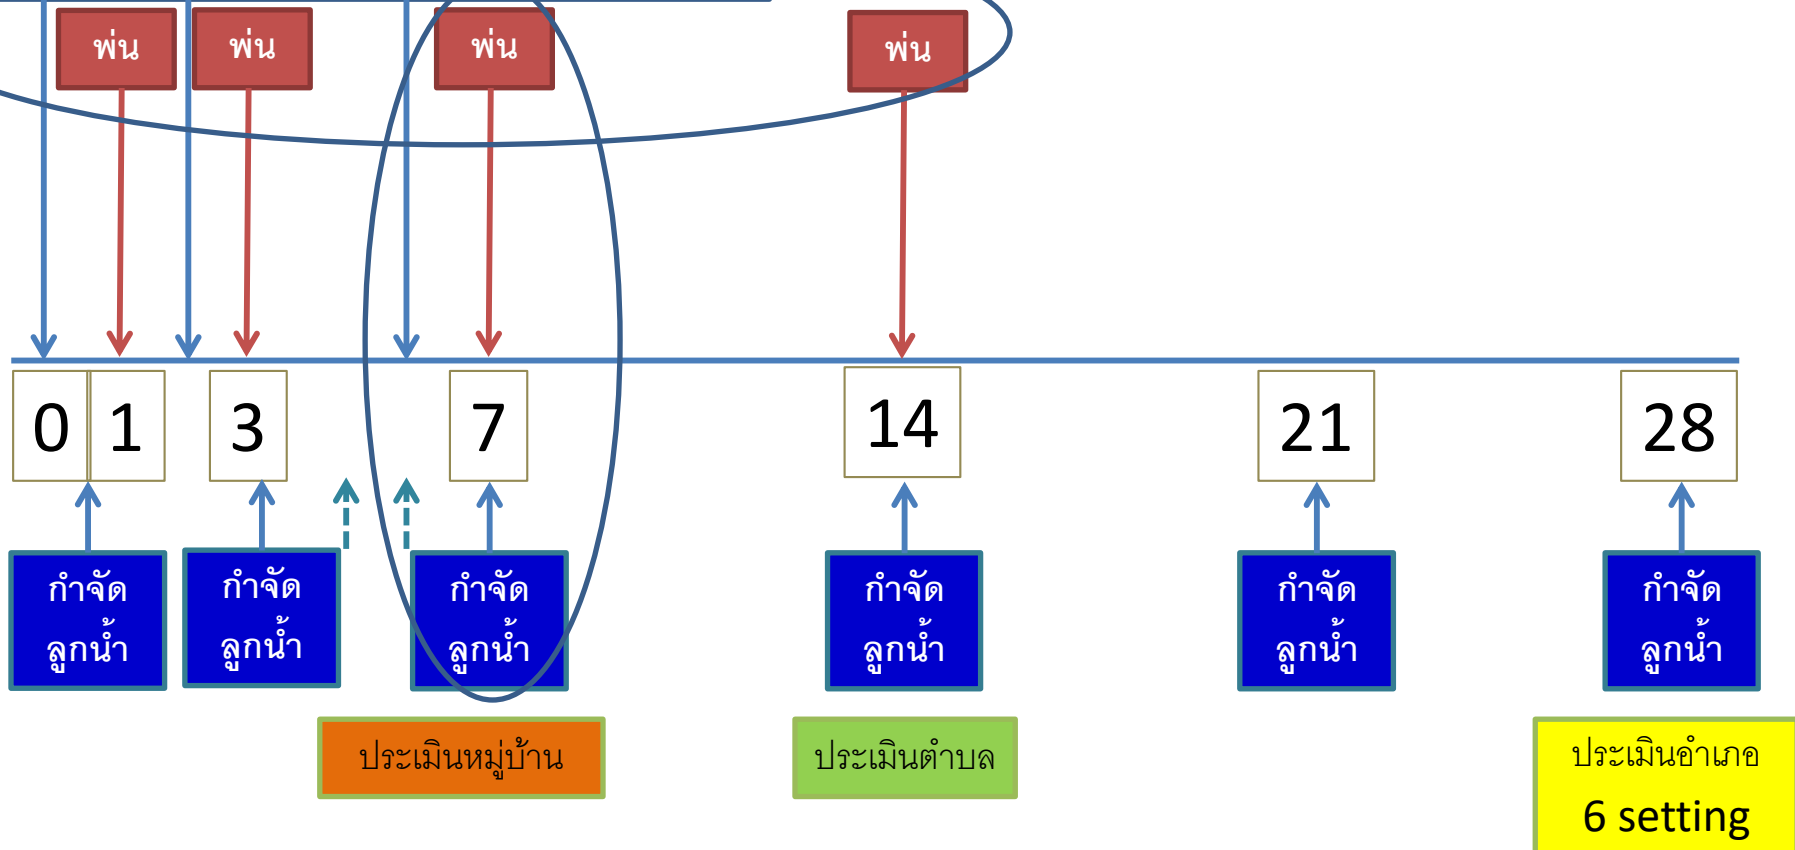 พ่น พ่น พ่น พ่น
0 1 3 7 14 21 28
กำจัด กำจัด กำจัด กำจัด กำจัด กำจัด
ลูกน้ำ ลูกน้ำ ลูกน้ำ ลูกน้ำ ลูกน้ำ ลูกน้ำ
ประเมินหมู่บ้าน ประเมินตำบล ประเมินอำเภอ
6 setting